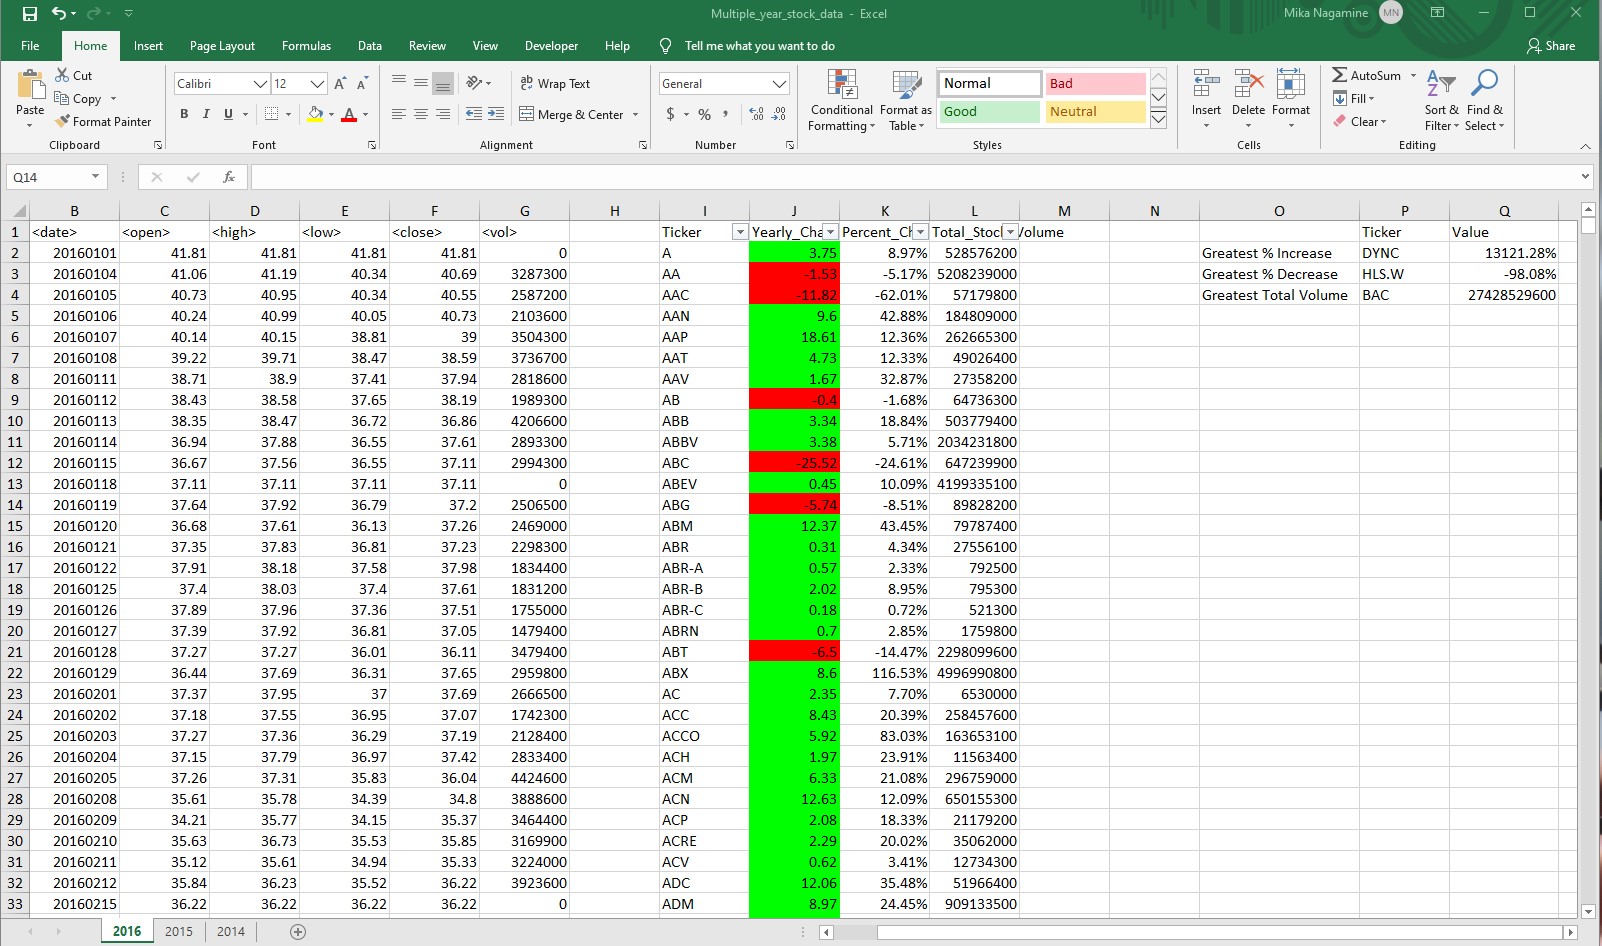 Multiple_year_stock_data - Excel
Mika Nagamine MN
File Home Insert Page Layout Formulas Data Review View Developer Help Tell me what you want to do Share
Cut Calibri 12 Wrap Text General Normal Bad AutoSum
Paste Copy Conditional Formatting Format as Table Insert Delete Format Fill Sort & Filter Find & Select
Format Painter B I U A Merge & Center $ % , Good Neutral Clear
Clipboard Font Alignment Number Styles Cells Editing
Q14 fx
B C D E F G H I J K L M N O P Q
1 <date> <open> <high> <low> <close> <vol> Ticker Yearly_Cha Percent_Ch Total_Stock Volume Ticker Value
2 20160101 41.81 41.81 41.81 41.81 0 A 3.75 8.97% 528576200 Greatest % Increase DYNC 13121.28%
3 20160104 41.06 41.19 40.34 40.69 3287300 AA -1.53 -5.17% 5208239000 Greatest % Decrease HLS.W -98.08%
4 20160105 40.73 40.95 40.34 40.55 2587200 AAC -11.82 -62.01% 57179800 Greatest Total Volume BAC 27428529600
5 20160106 40.24 40.99 40.05 40.73 2103600 AAN 9.6 42.88% 184809000
6 20160107 40.14 40.15 38.81 39 3504300 AAP 18.61 12.36% 262665300
7 20160108 39.22 39.71 38.47 38.59 3736700 AAT 4.73 12.33% 49026400
8 20160111 38.71 38.9 37.41 37.94 2818600 AAV 1.67 32.87% 27358200
9 20160112 38.43 38.58 37.65 38.19 1989300 AB -0.4 -1.68% 64736300
10 20160113 38.35 38.47 36.72 36.86 4206600 ABB 3.34 18.84% 503779400
11 20160114 36.94 37.88 36.55 37.61 2893300 ABBV 3.38 5.71% 2034231800
12 20160115 36.67 37.56 36.55 37.11 2994300 ABC -25.52 -24.61% 647239900
13 20160118 37.11 37.11 37.11 37.11 0 ABEV 0.45 10.09% 4199335100
14 20160119 37.64 37.92 36.79 37.2 2506500 ABG -5.74 -8.51% 89828200
15 20160120 36.68 37.61 36.13 37.26 2469000 ABM 12.37 43.45% 79787400
16 20160121 37.35 37.83 36.81 37.23 2298300 ABR 0.31 4.34% 27556100
17 20160122 37.91 38.18 37.58 37.98 1834400 ABR-A 0.57 2.33% 792500
18 20160125 37.4 38.03 37.4 37.61 1831200 ABR-B 2.02 8.95% 795300
19 20160126 37.89 37.96 37.36 37.51 1755000 ABR-C 0.18 0.72% 521300
20 20160127 37.39 37.92 36.81 37.05 1479400 ABRN 0.7 2.85% 1759800
21 20160128 37.27 37.27 36.01 36.11 3479400 ABT -6.5 -14.47% 2298099600
22 20160129 36.44 37.69 36.31 37.65 2959800 ABX 8.6 116.53% 4996990800
23 20160201 37.37 37.95 37 37.69 2666500 AC 2.35 7.70% 6530000
24 20160202 37.18 37.55 36.95 37.07 1742300 ACC 8.43 20.39% 258457600
25 20160203 37.27 37.36 36.29 37.19 2128400 ACCO 5.92 83.03% 163653100
26 20160204 37.15 37.79 36.97 37.42 2833400 ACH 1.97 23.91% 11563400
27 20160205 37.26 37.31 35.83 36.04 4424600 ACM 6.33 21.08% 296759000
28 20160208 35.61 35.78 34.39 34.8 3888600 ACN 12.63 12.09% 650155300
29 20160209 34.21 35.77 34.15 35.37 3464400 ACP 2.08 18.33% 21179200
30 20160210 35.63 36.73 35.53 35.85 3169900 ACRE 2.29 20.02% 35062000
31 20160211 35.12 35.61 34.94 35.33 3224000 ACV 0.62 3.41% 12734300
32 20160212 35.84 36.23 35.52 36.22 3923600 ADC 12.06 35.48% 51966400
33 20160215 36.22 36.22 36.22 36.22 0 ADM 8.97 24.45% 909133500
2016 2015 2014